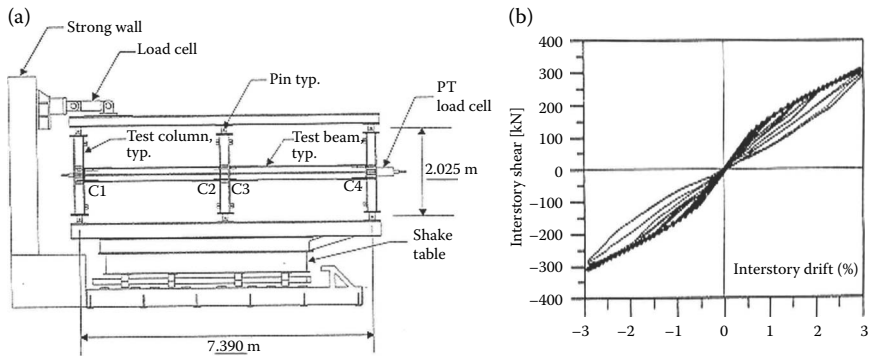 (a)
Strong wall
Load cell
Pin typ.
PT
load cell
Test column,
typ.
Test beam,
typ.
2.025 m
C1
C2
C3
C4
Shake
table
7.390 m
(b)
400
300
200
100
0
−100
−200
−300
−400
Interstory shear [kN]
Interstory drift (%)
−3
−2
−1
0
1
2
3